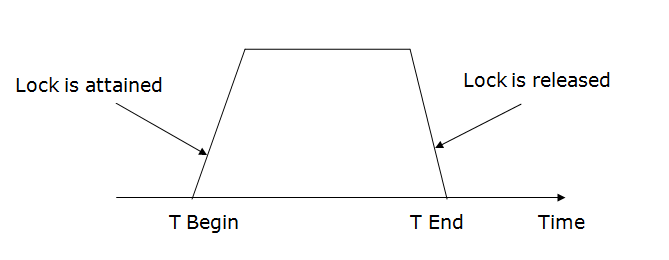 Lock is attained
Lock is released
T Begin
T End
Time